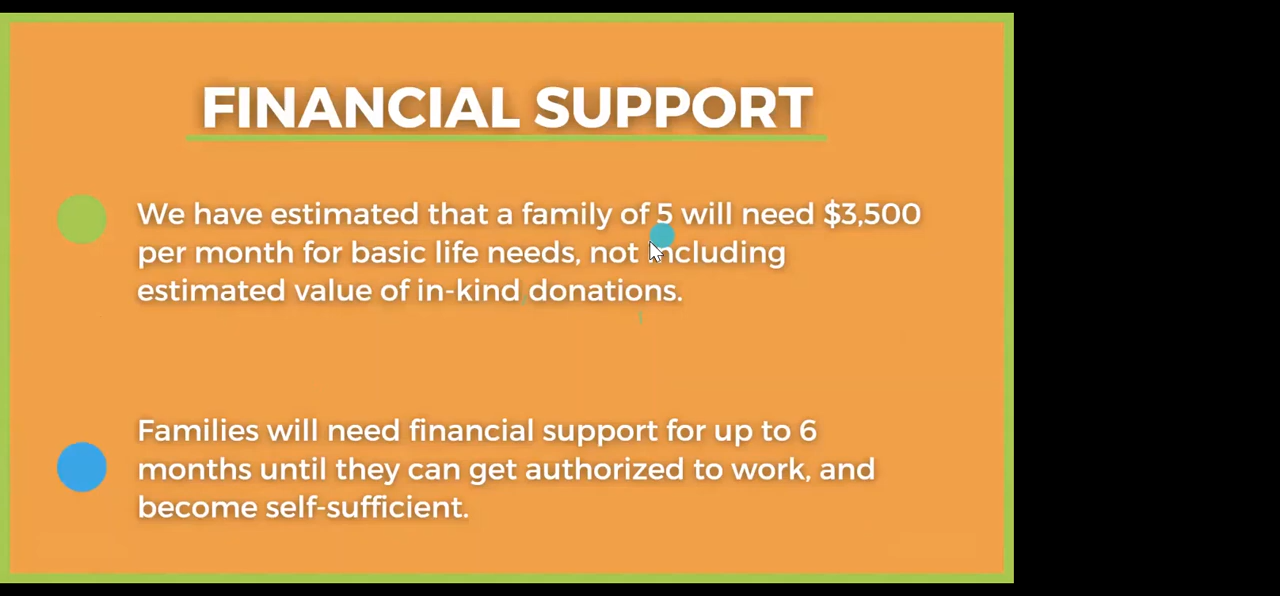 FINANCIAL SUPPORT
We have estimated that a family of 5 will need $3,500
per month for basic life needs, not including
estimated value of in-kind donations.
Families will need financial support for up to 6
months until they can get authorized to work, and
become self-sufficient.